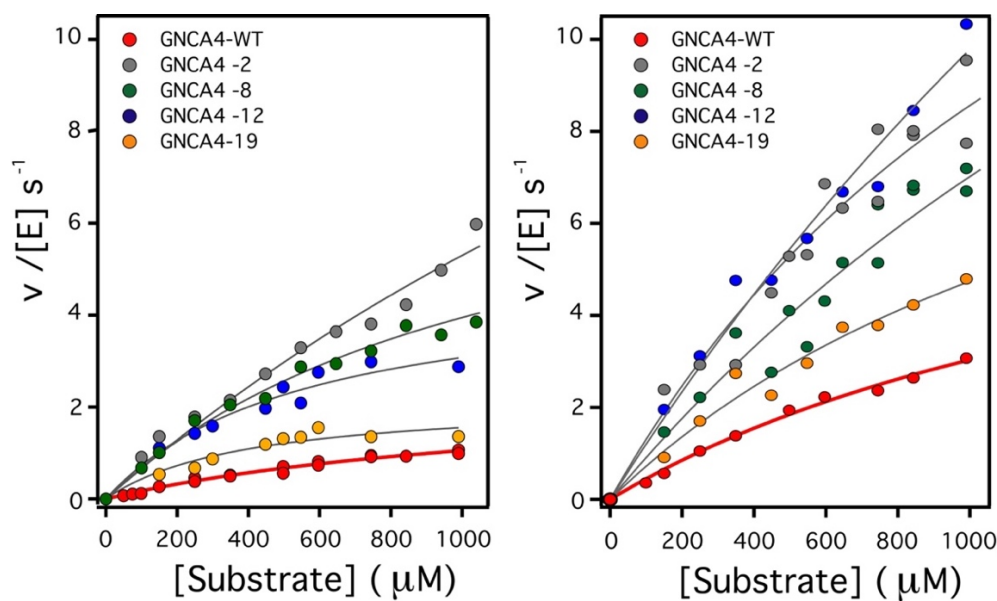 10
8
6
4
2
0
v /[E] s⁻¹
GNCA4-WT
GNCA4 -2
GNCA4 -8
GNCA4 -12
GNCA4-19
0 200 400 600 800 1000
[Substrate] ( μM)
10
8
6
4
2
0
v /[E] s⁻¹
GNCA4-WT
GNCA4 -2
GNCA4 -8
GNCA4 -12
GNCA4-19
0 200 400 600 800 1000
[Substrate] ( μM)